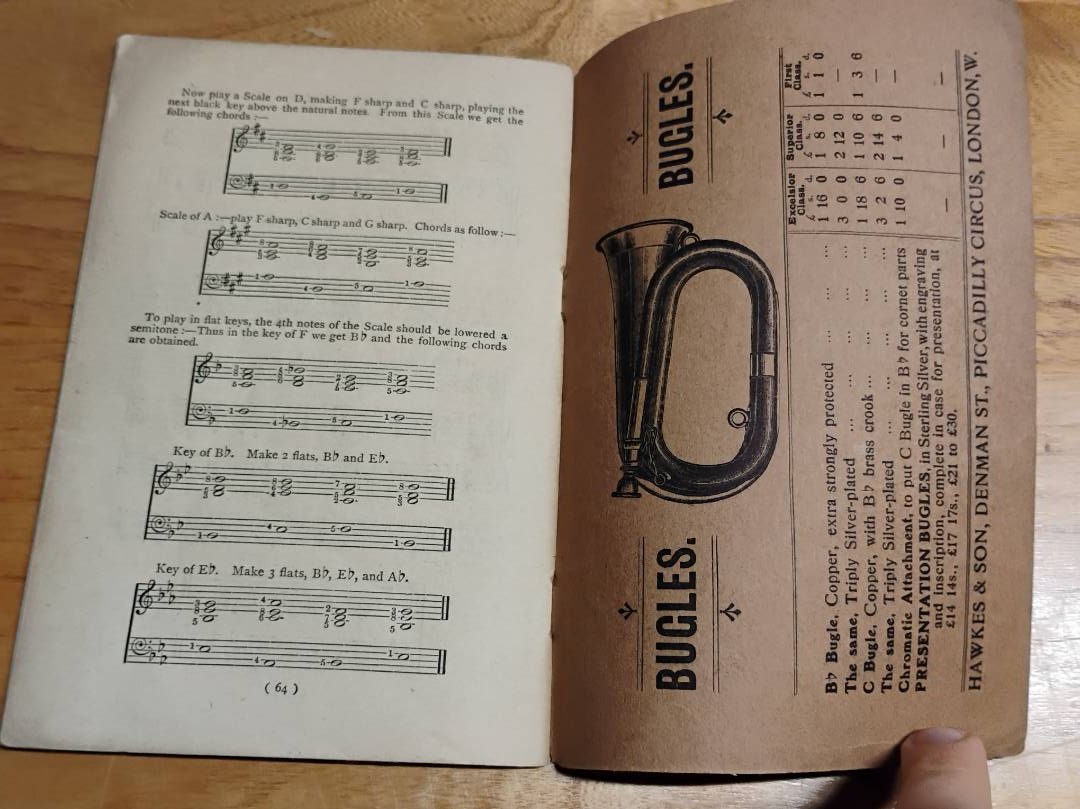 Now play a Scale on D, making F sharp and C sharp, playing the
next black key above the natural notes. From this Scale we get the
following chords :—
Scale of A :—play F sharp, C sharp and G sharp. Chords as follow :—
To play in flat keys, the 4th notes of the Scale should be lowered a
semitone :—Thus in the key of F we get B♭ and the following chords
are obtained.
Key of B♭. Make 2 flats, B♭ and E♭.
Key of E♭. Make 3 flats, B♭, E♭, and A♭.
( 64 )
BUGLES. BUGLES.
Excelsior Class. Superior Class. First Class.
£ s. d. £ s. d. £ s. d.
B♭ Bugle, Copper, extra strongly protected ... ... 1 16 0 1 8 0 1 1 0
The same, Triply Silver-plated ... ... ... ... 3 0 0 2 12 0 —
C Bugle, Copper, with B♭ brass crook ... ... ... 1 18 6 1 10 6 1 3 6
The same, Triply Silver-plated ... ... ... ... 3 2 6 2 14 6 —
Chromatic Attachment, to put C Bugle in B♭ for cornet parts 1 10 0 1 4 0 —
PRESENTATION BUGLES, in Sterling Silver, with engraving
and inscription, complete in case for presentation, at
£14 14s., £17 17s., £21 to £30. — — —
HAWKES & SON, DENMAN ST., PICCADILLY CIRCUS, LONDON, W.